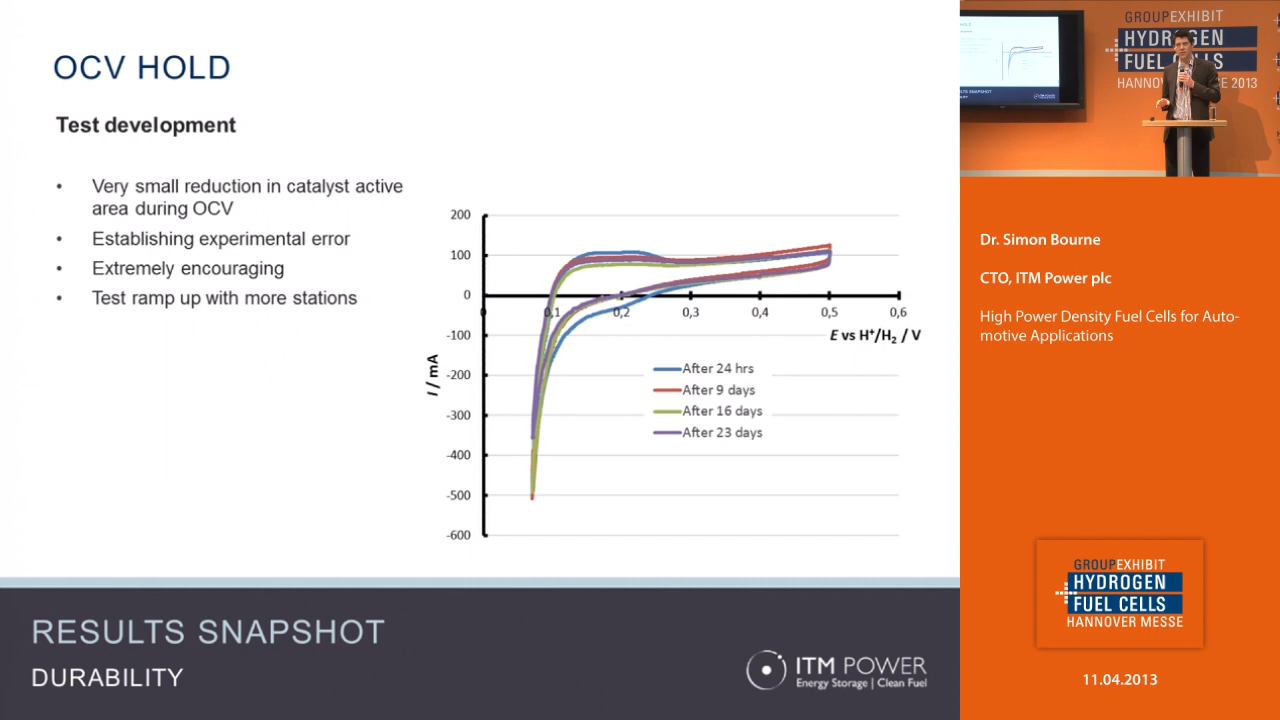 OCV HOLD
Test development
• Very small reduction in catalyst active
area during OCV
• Establishing experimental error
• Extremely encouraging
• Test ramp up with more stations
200
100
0
-100
-200
-300
-400
-500
-600
I / mA
0
0,1
0,2
0,3
0,4
0,5
0,6
E vs H⁺/H₂ / V
After 24 hrs
After 9 days
After 16 days
After 23 days
RESULTS SNAPSHOT
DURABILITY
ITM POWER
Energy Storage | Clean Fuel
GROUPEXHIBIT
HYDROGEN
FUEL CELLS
HANNOVER MESSE 2013
Dr. Simon Bourne
CTO, ITM Power plc
High Power Density Fuel Cells for Auto-
motive Applications
GROUPEXHIBIT
HYDROGEN
FUEL CELLS
HANNOVER MESSE
11.04.2013